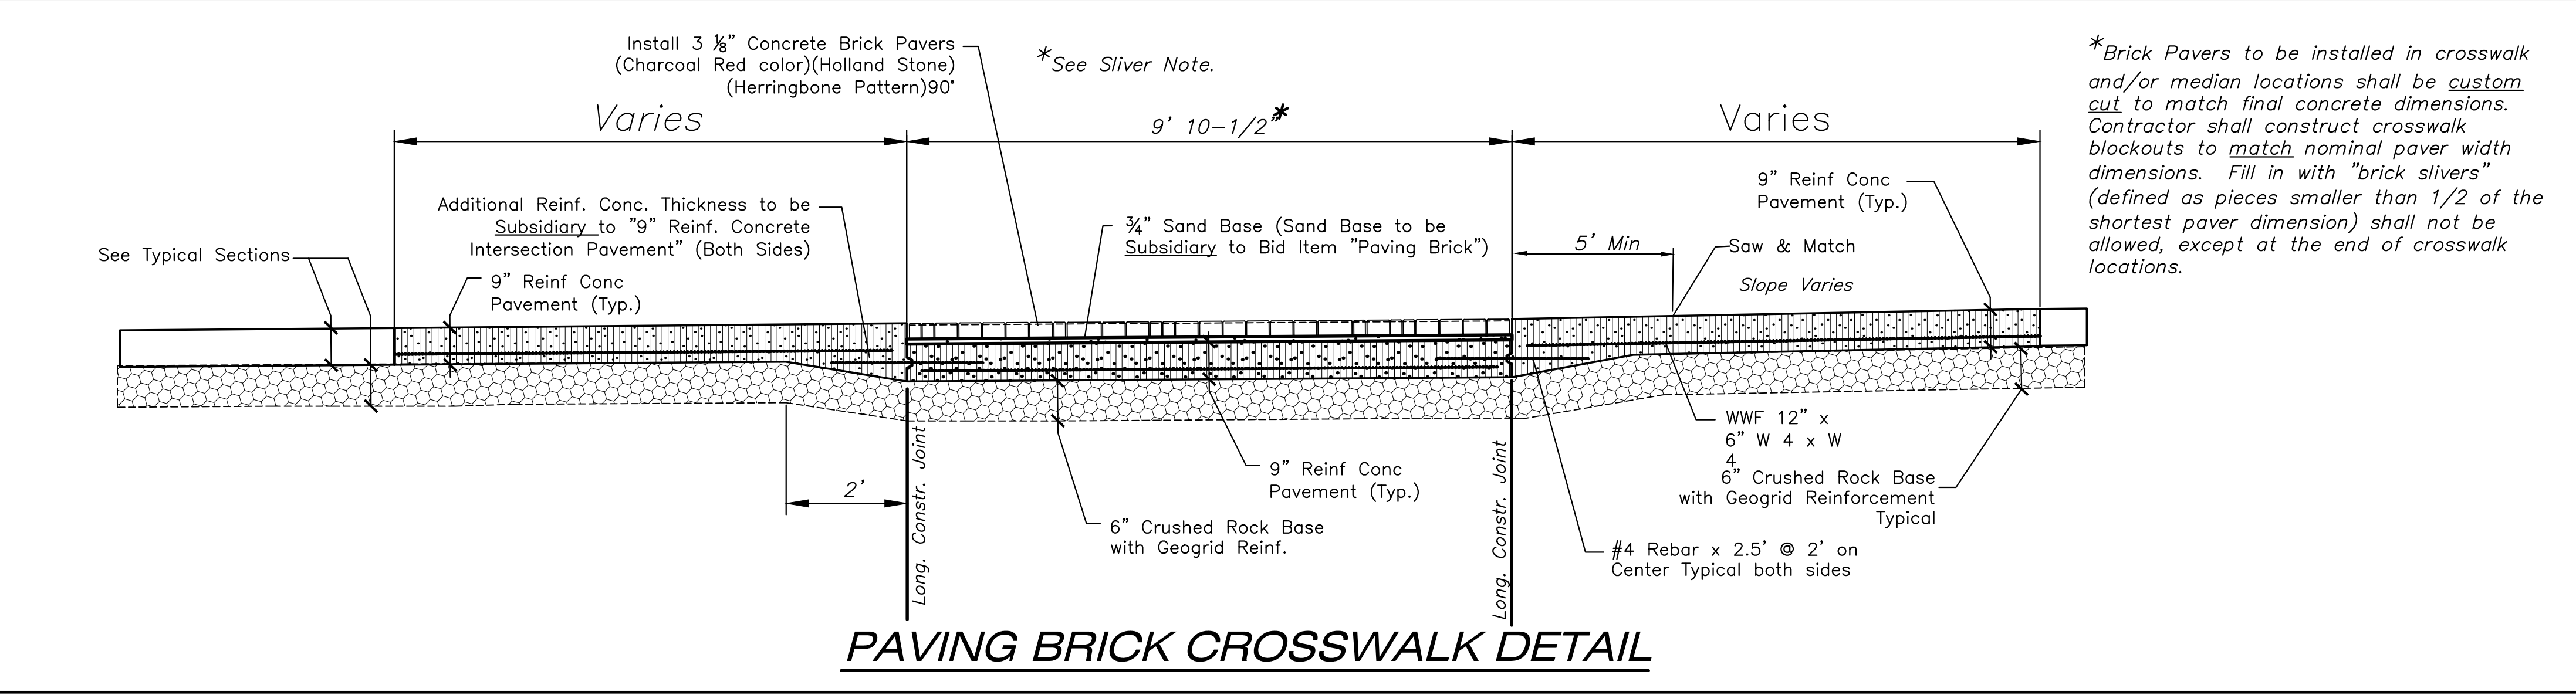 Install 3 ⅛" Concrete Brick Pavers
(Charcoal Red color)(Holland Stone)
(Herringbone Pattern)90°
*See Sliver Note.
*Brick Pavers to be installed in crosswalk
and/or median locations shall be custom
cut to match final concrete dimensions.
Contractor shall construct crosswalk
blockouts to match nominal paver width
dimensions. Fill in with "brick slivers"
(defined as pieces smaller than 1/2 of the
shortest paver dimension) shall not be
allowed, except at the end of crosswalk
locations.
Varies
9' 10-1/2"*
Varies
Additional Reinf. Conc. Thickness to be
Subsidiary to "9" Reinf. Concrete
Intersection Pavement" (Both Sides)
¾" Sand Base (Sand Base to be
Subsidiary to Bid Item "Paving Brick")
9" Reinf Conc
Pavement (Typ.)
5' Min
Saw & Match
Slope Varies
See Typical Sections
9" Reinf Conc
Pavement (Typ.)
2'
Long. Constr. Joint
9" Reinf Conc
Pavement (Typ.)
6" Crushed Rock Base
with Geogrid Reinf.
Long. Constr. Joint
WWF 12" x
6" W 4 x W
4
6" Crushed Rock Base
with Geogrid Reinforcement
Typical
#4 Rebar x 2.5' @ 2' on
Center Typical both sides
PAVING BRICK CROSSWALK DETAIL